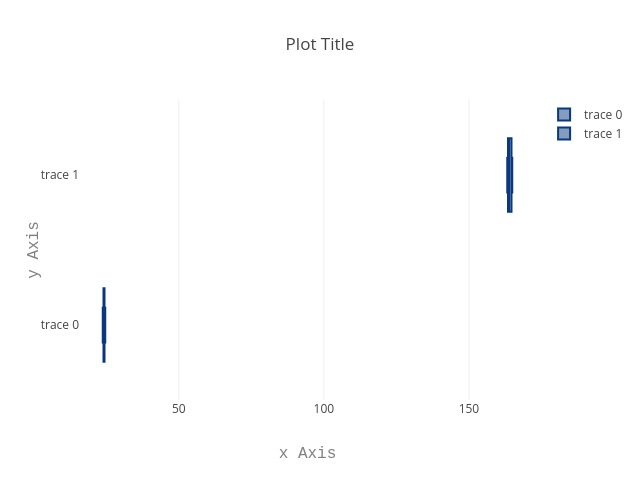 Plot Title
trace 0
trace 1
trace 1
trace 0
y Axis
50
100
150
x Axis